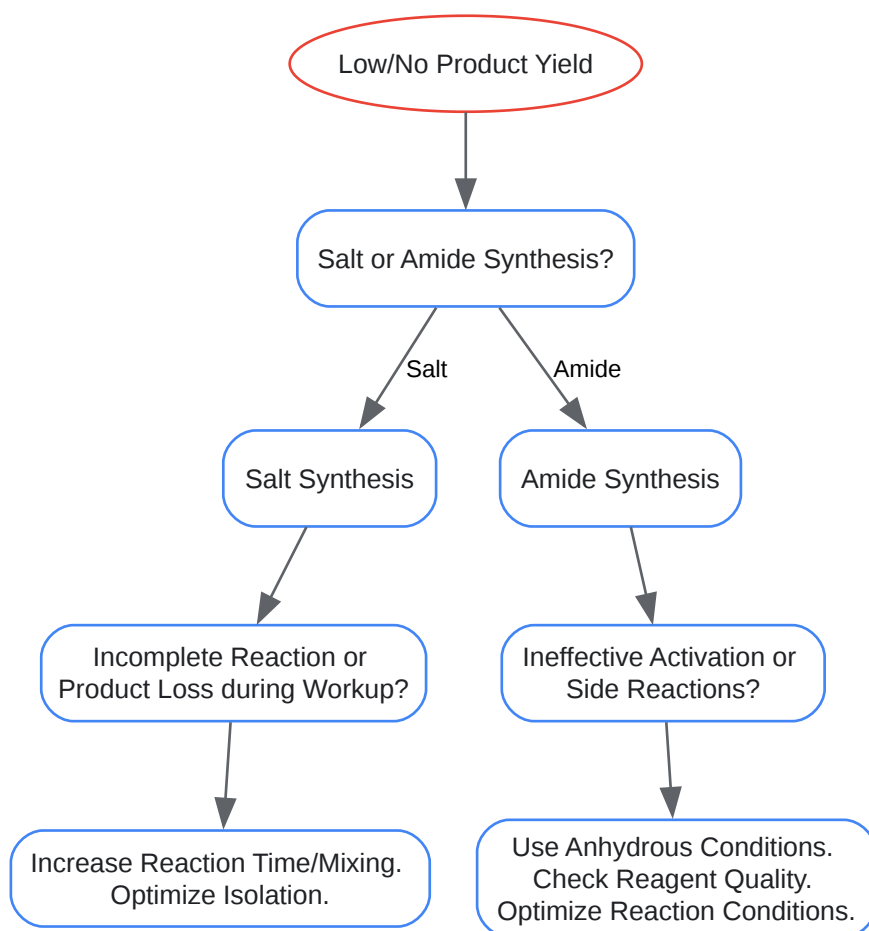 Low/No Product Yield
Salt or Amide Synthesis?
Salt
Amide
Salt Synthesis
Amide Synthesis
Incomplete Reaction or
Product Loss during Workup?
Ineffective Activation or
Side Reactions?
Increase Reaction Time/Mixing.
Optimize Isolation.
Use Anhydrous Conditions.
Check Reagent Quality.
Optimize Reaction Conditions.